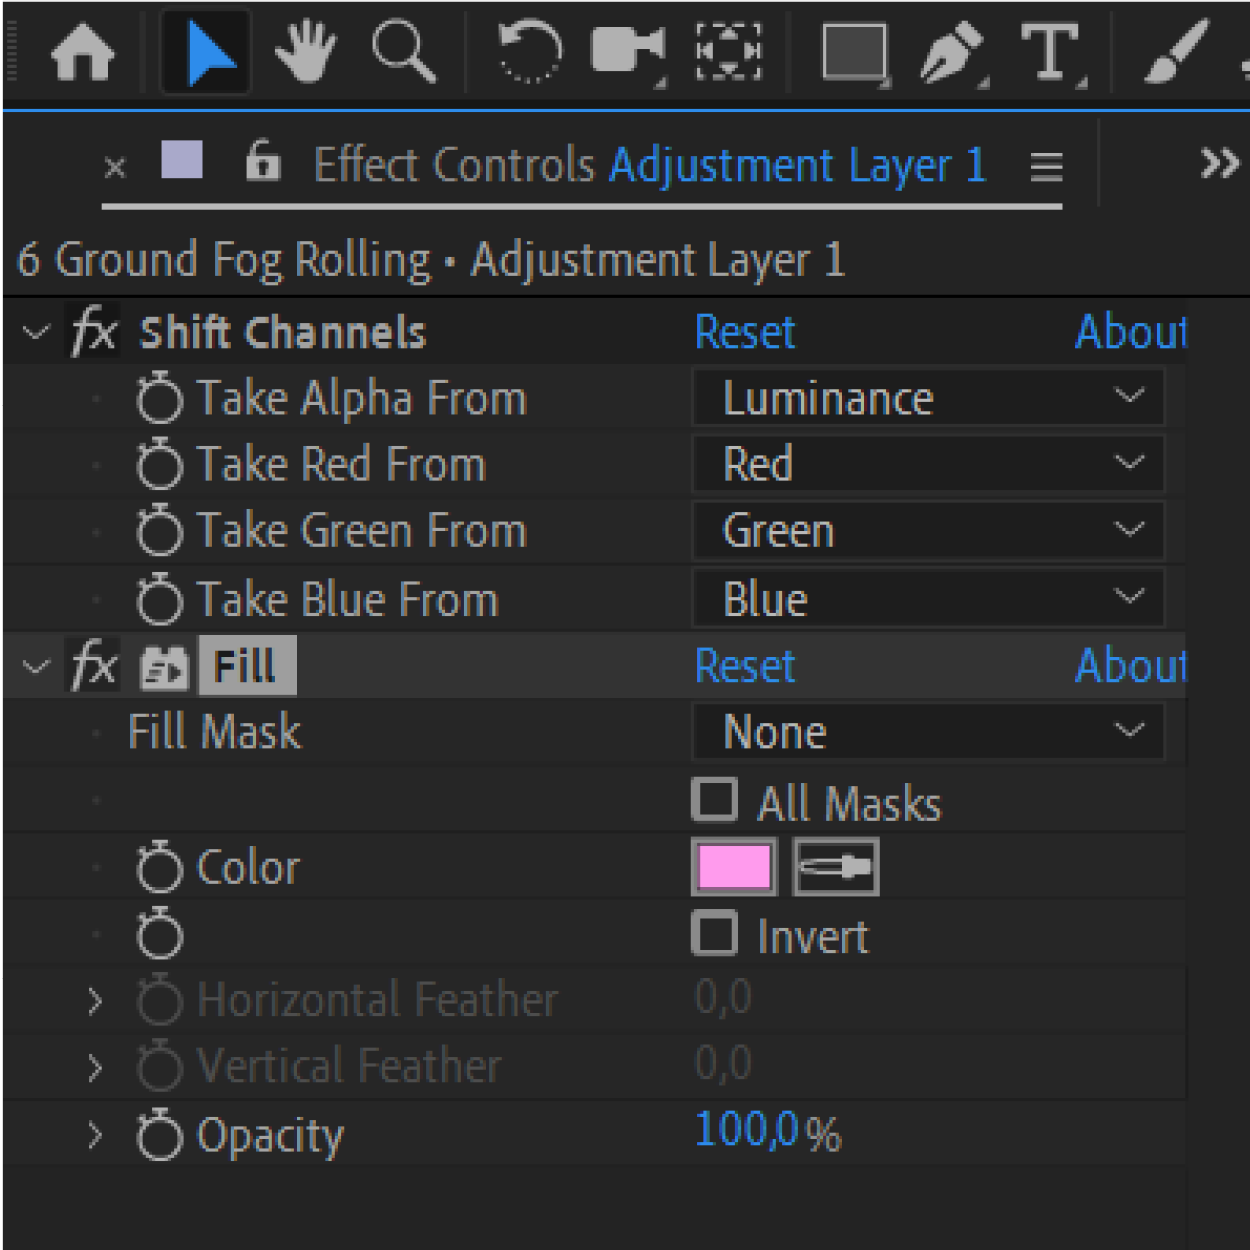 Effect Controls Adjustment Layer 1
6 Ground Fog Rolling • Adjustment Layer 1
fx Shift Channels Reset About
Take Alpha From Luminance
Take Red From Red
Take Green From Green
Take Blue From Blue
fx Fill Reset About
Fill Mask None
All Masks
Color
Invert
Horizontal Feather 0,0
Vertical Feather 0,0
Opacity 100,0%